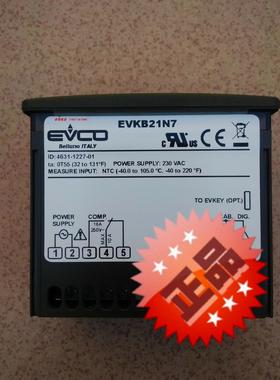 EVCO
Belluno ITALY
EVKB21N7
ID:4631-1227-01
ta: 0T55 (32 to 131°F)
POWER SUPPLY: 230 VAC
MEASURE INPUT: NTC (-40.0 to 105.0 °C, -40 to 220 °F)
TO EVKEY (OPT.)
POWER
SUPPLY
COMP.
16A
250V
MAX
10 A
AB.
DIG.
1 2 3 4 5
正品